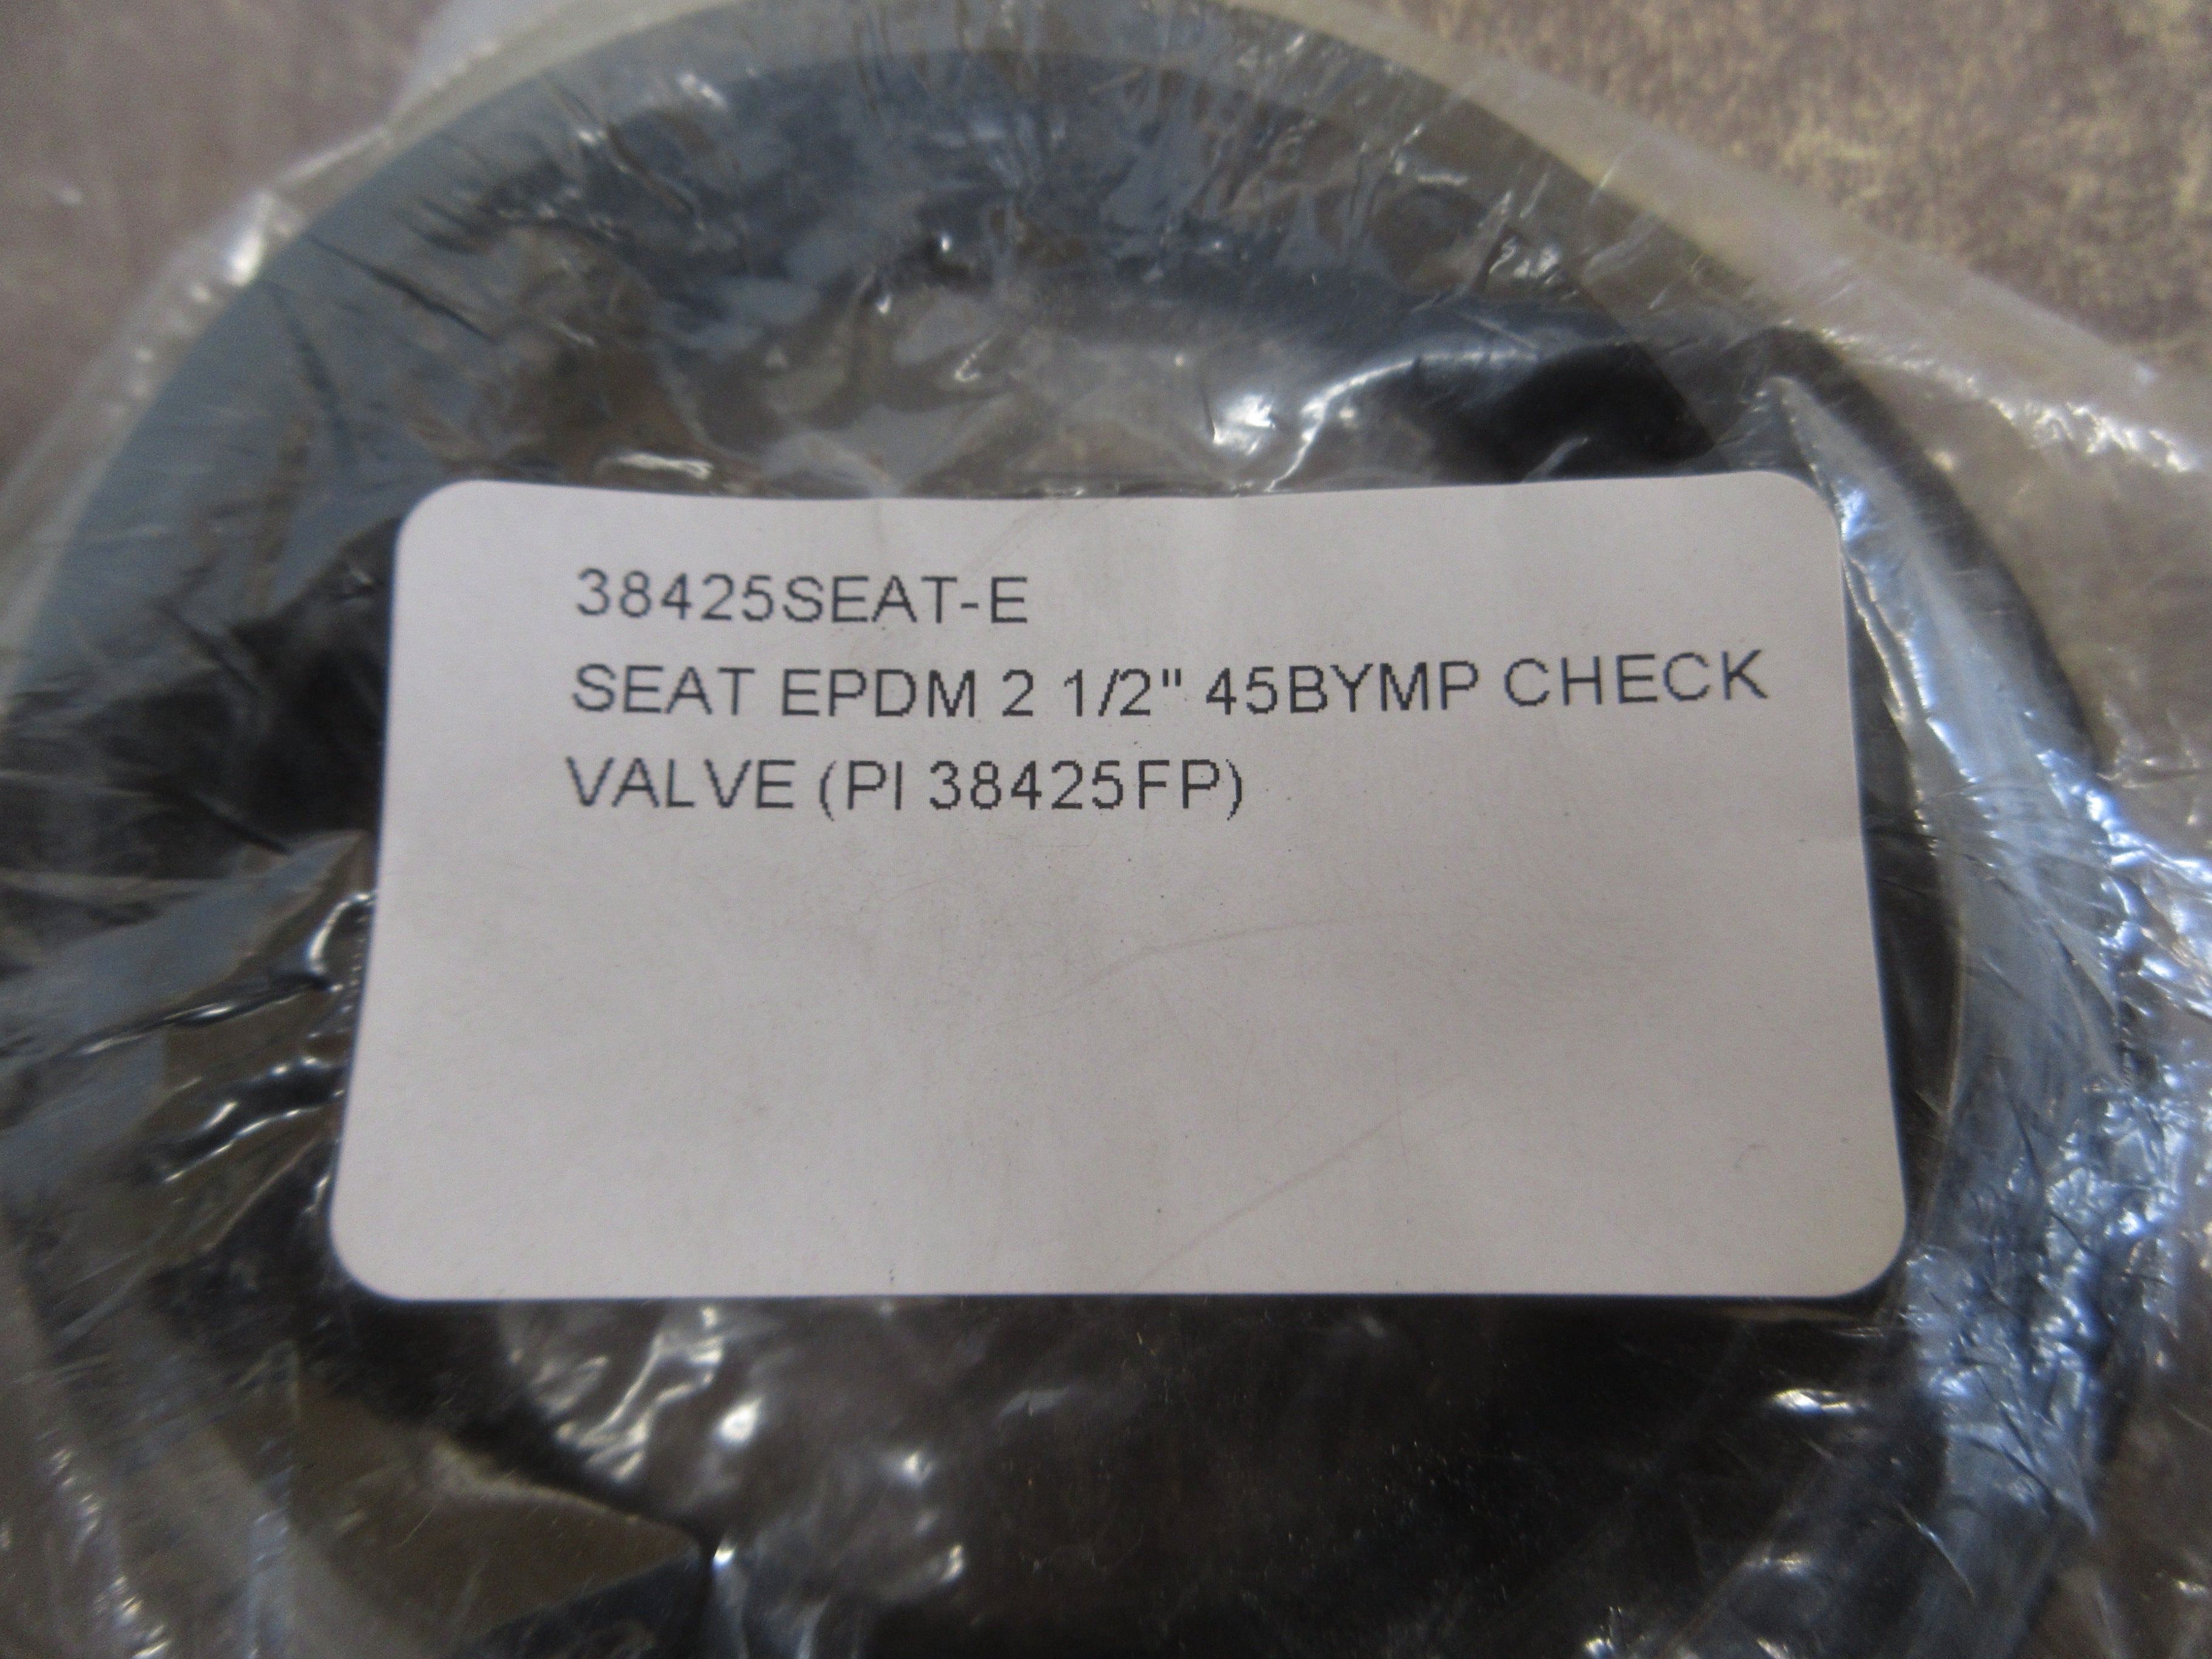 38425SEAT-E
SEAT EPDM 2 1/2" 45BYMP CHECK
VALVE (PI 38425FP)